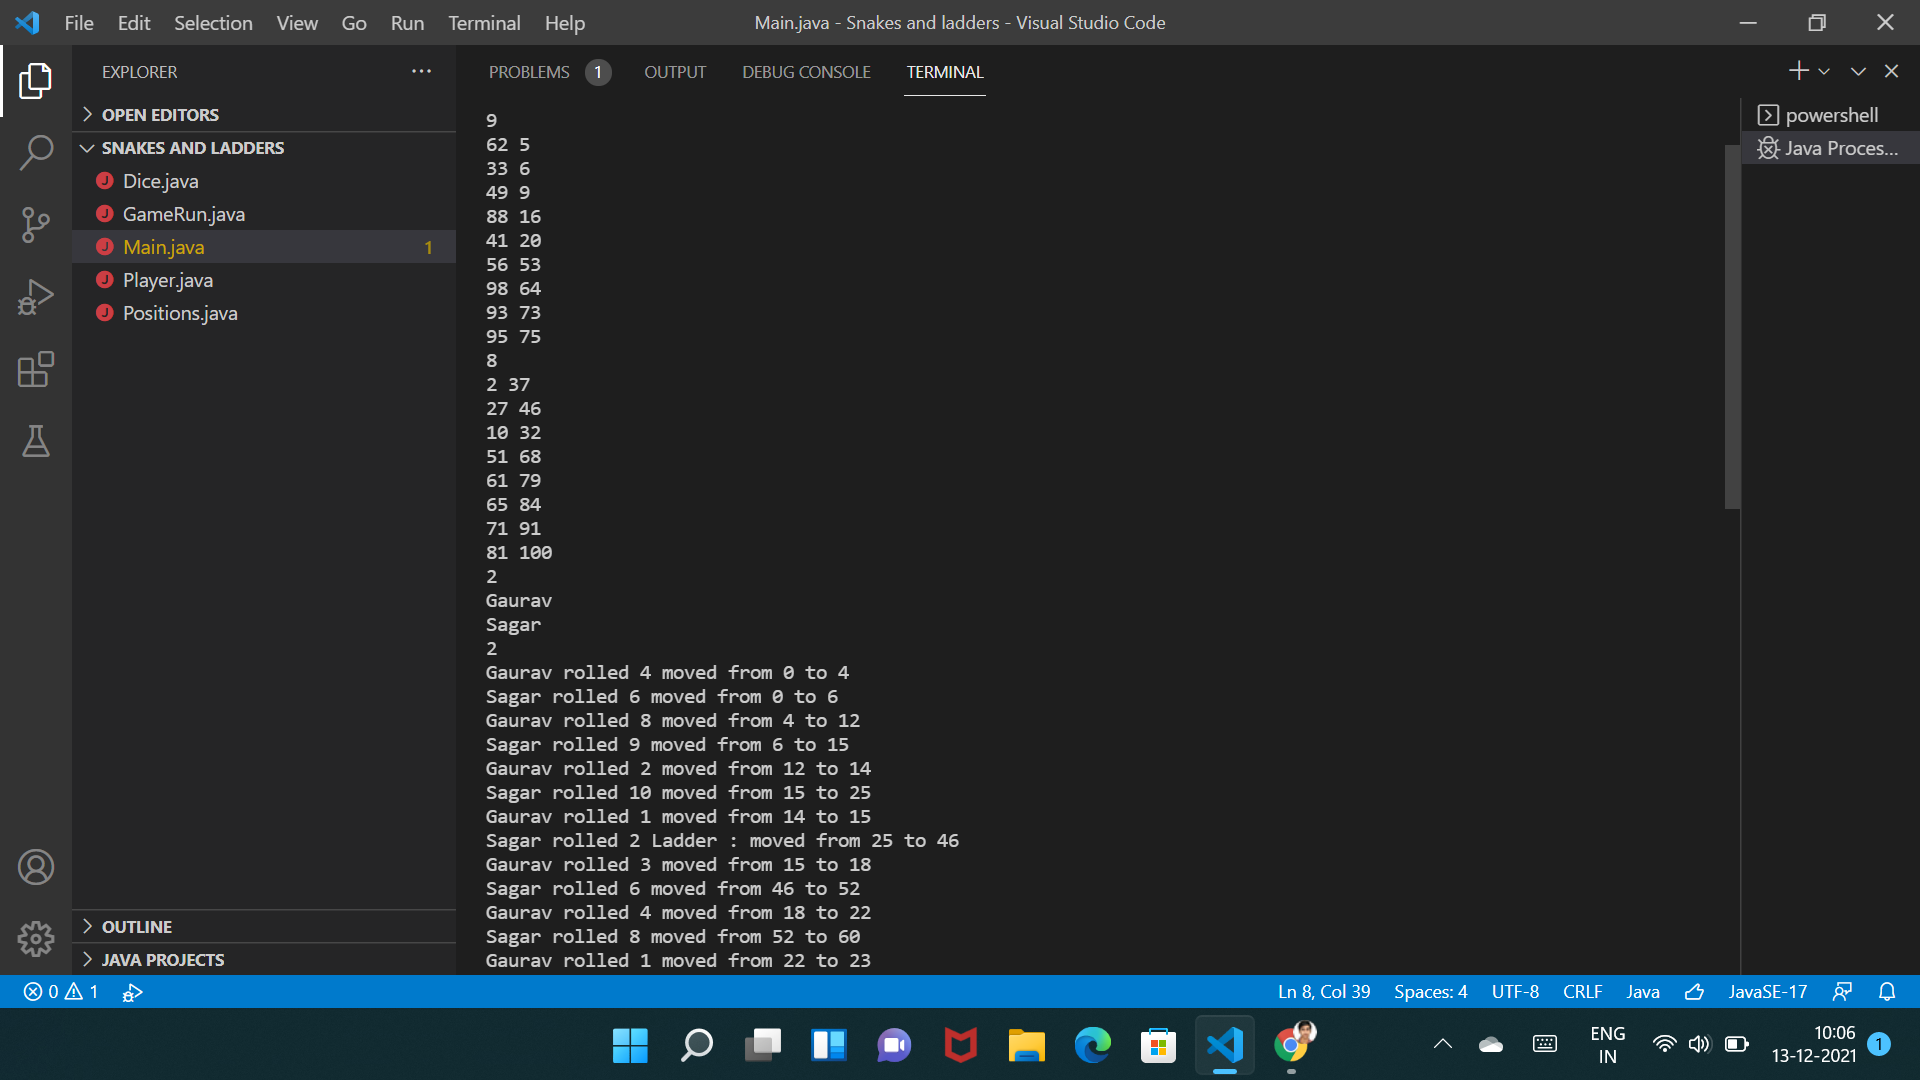 File Edit Selection View Go Run Terminal Help
Main.java - Snakes and ladders - Visual Studio Code
EXPLORER
OPEN EDITORS
SNAKES AND LADDERS
J Dice.java
J GameRun.java
J Main.java 1
J Player.java
J Positions.java
OUTLINE
JAVA PROJECTS
PROBLEMS 1 OUTPUT DEBUG CONSOLE TERMINAL
9
62 5
33 6
49 9
88 16
41 20
56 53
98 64
93 73
95 75
8
2 37
27 46
10 32
51 68
61 79
65 84
71 91
81 100
2
Gaurav
Sagar
2
Gaurav rolled 4 moved from 0 to 4
Sagar rolled 6 moved from 0 to 6
Gaurav rolled 8 moved from 4 to 12
Sagar rolled 9 moved from 6 to 15
Gaurav rolled 2 moved from 12 to 14
Sagar rolled 10 moved from 15 to 25
Gaurav rolled 1 moved from 14 to 15
Sagar rolled 2 Ladder : moved from 25 to 46
Gaurav rolled 3 moved from 15 to 18
Sagar rolled 6 moved from 46 to 52
Gaurav rolled 4 moved from 18 to 22
Sagar rolled 8 moved from 52 to 60
Gaurav rolled 1 moved from 22 to 23
powershell
Java Proces...
0 1
Ln 8, Col 39 Spaces: 4 UTF-8 CRLF Java JavaSE-17
ENG
IN
10:06
13-12-2021
1